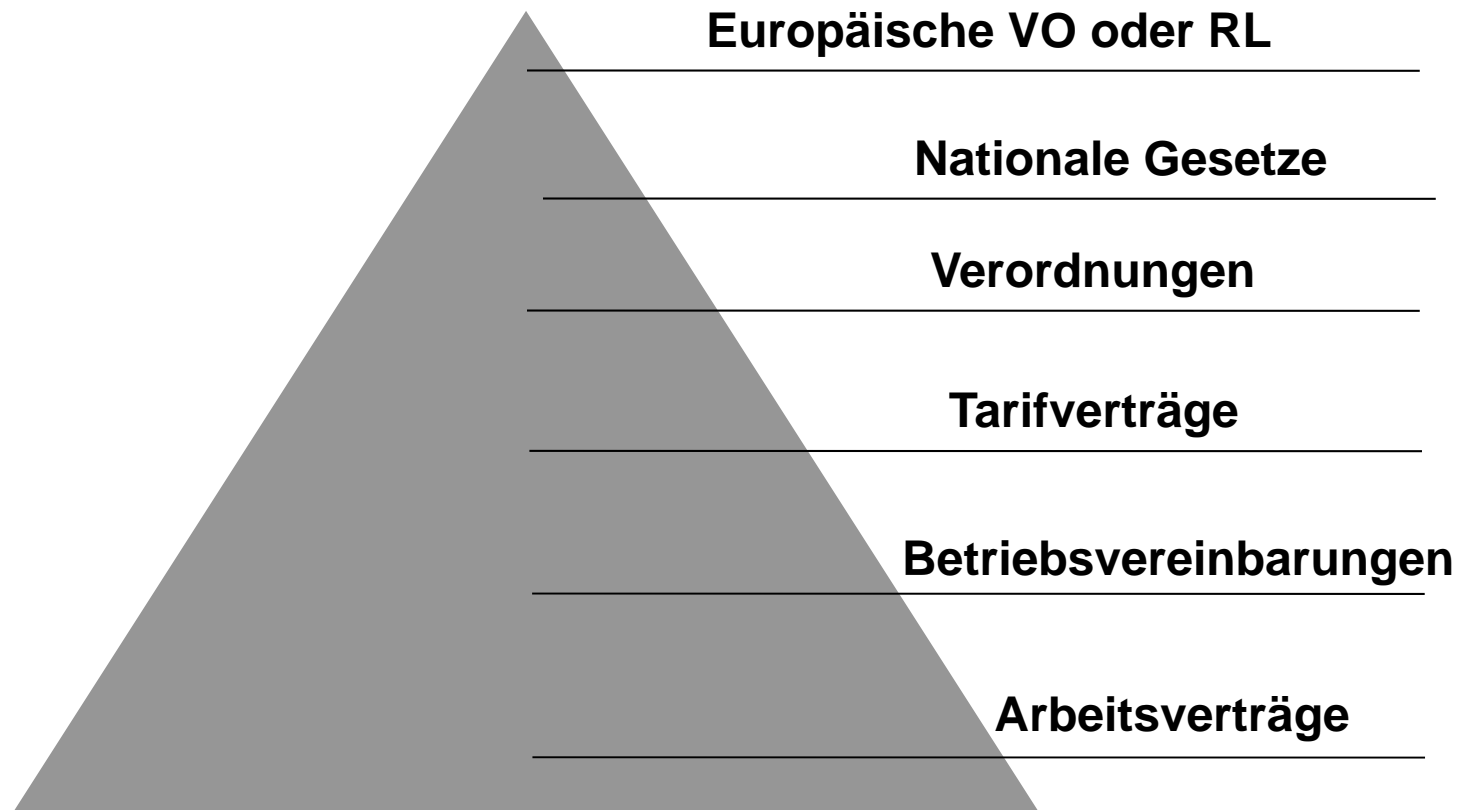 Europäische VO oder RL
Nationale Gesetze
Verordnungen
Tarifverträge
Betriebsvereinbarungen
Arbeitsverträge